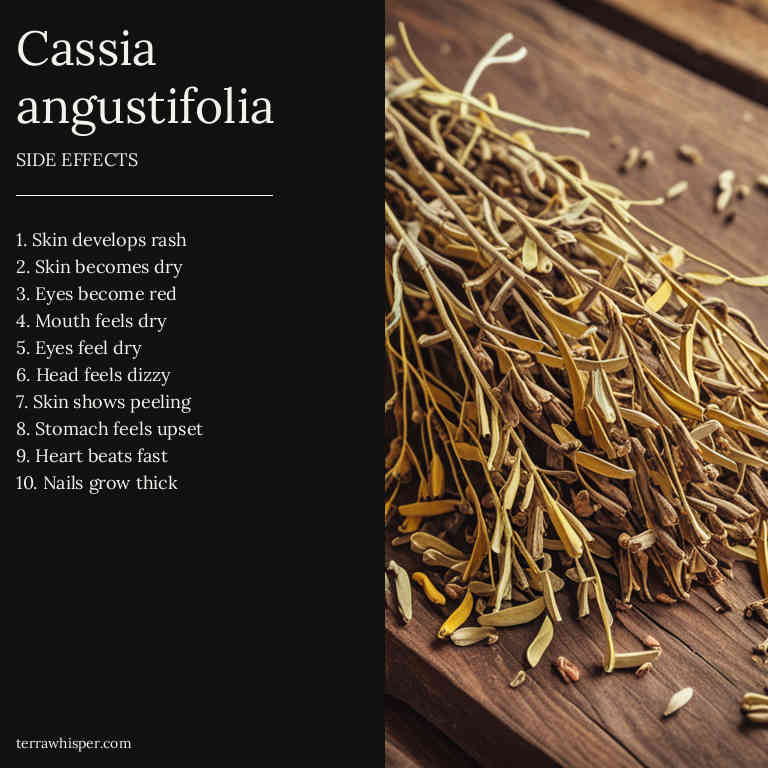 Cassia
angustifolia
SIDE EFFECTS
1. Skin develops rash
2. Skin becomes dry
3. Eyes become red
4. Mouth feels dry
5. Eyes feel dry
6. Head feels dizzy
7. Skin shows peeling
8. Stomach feels upset
9. Heart beats fast
10. Nails grow thick
terrawhisper.com